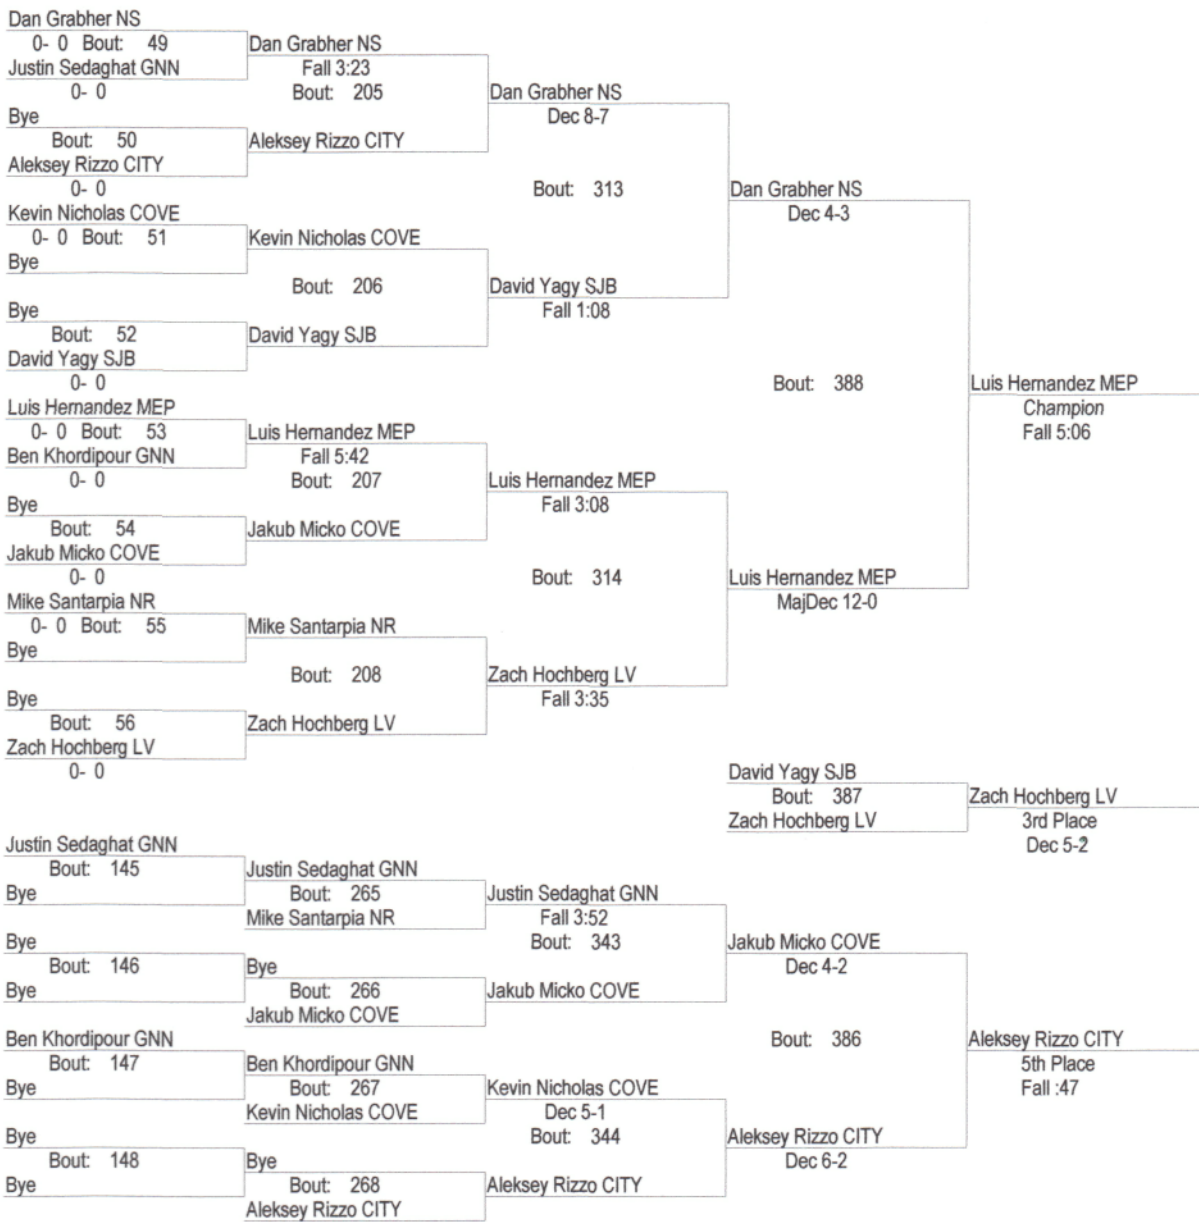 Dan Grabher NS
0- 0 Bout: 49
Justin Sedaghat GNN
0- 0
Bye
Bout: 50
Aleksey Rizzo CITY
0- 0
Kevin Nicholas COVE
0- 0 Bout: 51
Bye
Bye
Bout: 52
David Yagy SJB
0- 0
Luis Hernandez MEP
0- 0 Bout: 53
Ben Khordipour GNN
0- 0
Bye
Bout: 54
Jakub Micko COVE
0- 0
Mike Santarpia NR
0- 0 Bout: 55
Bye
Bye
Bout: 56
Zach Hochberg LV
0- 0
Dan Grabher NS
Fall 3:23
Bout: 205
Aleksey Rizzo CITY
Kevin Nicholas COVE
Bout: 206
David Yagy SJB
Luis Hernandez MEP
Fall 5:42
Bout: 207
Jakub Micko COVE
Mike Santarpia NR
Bout: 208
Zach Hochberg LV
Dan Grabher NS
Dec 8-7
Bout: 313
David Yagy SJB
Fall 1:08
Luis Hernandez MEP
Fall 3:08
Bout: 314
Zach Hochberg LV
Fall 3:35
Dan Grabher NS
Dec 4-3
Bout: 388
Luis Hernandez MEP
MajDec 12-0
Luis Hernandez MEP
Champion
Fall 5:06
David Yagy SJB
Bout: 387
Zach Hochberg LV
Zach Hochberg LV
3rd Place
Dec 5-2
Justin Sedaghat GNN
Bout: 145
Bye
Bye
Bout: 146
Bye
Ben Khordipour GNN
Bout: 147
Bye
Bye
Bout: 148
Bye
Justin Sedaghat GNN
Bout: 265
Mike Santarpia NR
Bye
Bout: 266
Jakub Micko COVE
Ben Khordipour GNN
Bout: 267
Kevin Nicholas COVE
Bye
Bout: 268
Aleksey Rizzo CITY
Justin Sedaghat GNN
Fall 3:52
Bout: 343
Jakub Micko COVE
Kevin Nicholas COVE
Dec 5-1
Bout: 344
Aleksey Rizzo CITY
Jakub Micko COVE
Dec 4-2
Bout: 386
Aleksey Rizzo CITY
Dec 6-2
Aleksey Rizzo CITY
5th Place
Fall :47